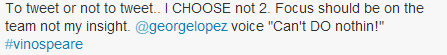 To tweet or not to tweet.. I CHOOSE not 2. Focus should be on the
team not my insight. @georgelopez voice "Can't DO nothin!"
#vinospeare